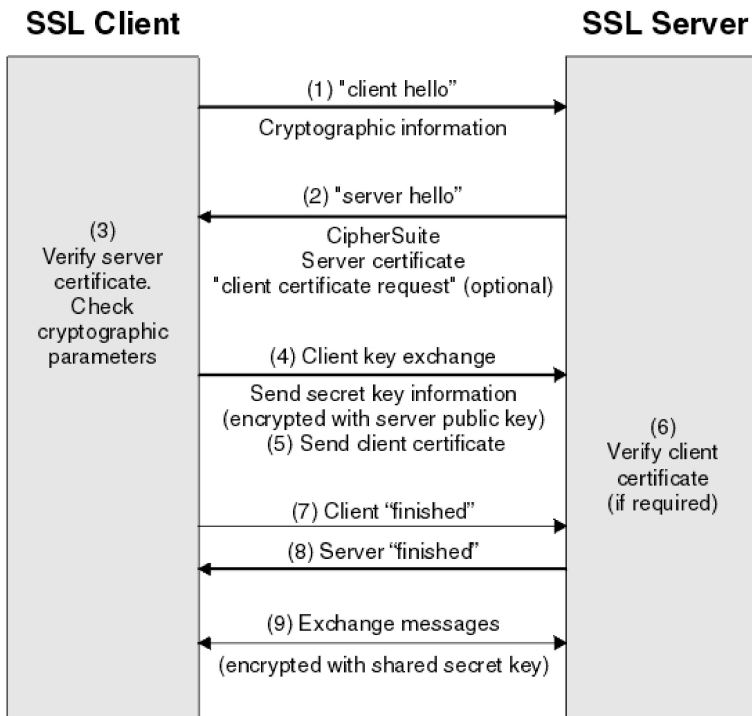 SSL Client
SSL Server
(1) "client hello”
Cryptographic information
(2) "server hello”
CipherSuite
Server certificate
"client certificate request" (optional)
(3)
Verify server
certificate.
Check
cryptographic
parameters
(4) Client key exchange
Send secret key information
(encrypted with server public key)
(5) Send client certificate
(6)
Verify client
certificate
(if required)
(7) Client “finished”
(8) Server “finished”
(9) Exchange messages
(encrypted with shared secret key)